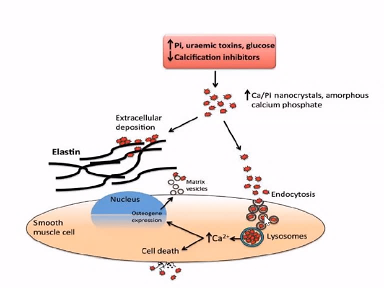 ↑Pi, uraemic toxins, glucose
↓Calcification inhibitors
↑Ca/Pi nanocrystals, amorphous
calcium phosphate
Extracellular
deposition
Elastin
Matrix
vesicles
Nucleus
Endocytosis
Osteogene
expression
Smooth
muscle cell
↑Ca²⁺
Lysosomes
Cell death